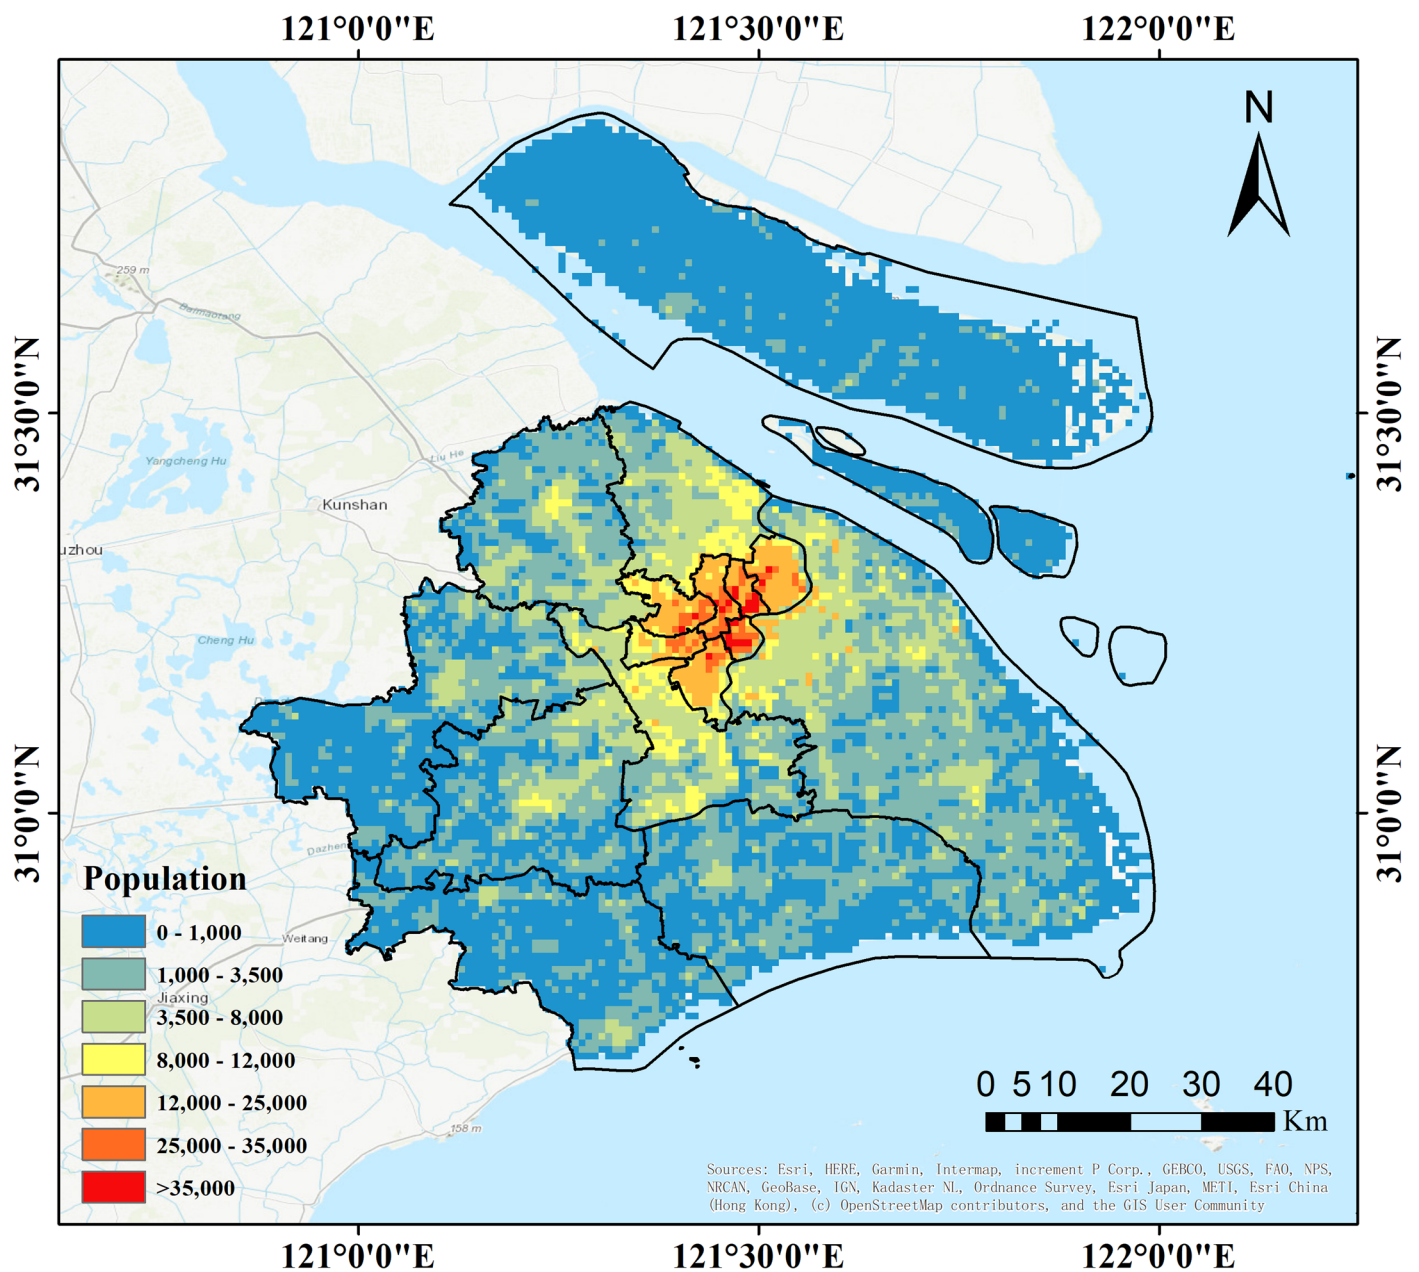 121°0'0"E 121°30'0"E 122°0'0"E
N
259 m
Baimaotang
31°30'0"N 31°30'0"N
Yangcheng Hu
Liu He
Kunshan
uzhou
Cheng Hu
31°0'0"N 31°0'0"N
Dazhen
Population
0 - 1,000
Weitang
1,000 - 3,500
Jiaxing
3,500 - 8,000
8,000 - 12,000
12,000 - 25,000
25,000 - 35,000
>35,000
0 5 10 20 30 40
Km
158 m
Sources: Esri, HERE, Garmin, Intermap, increment P Corp., GEBCO, USGS, FAO, NPS,
NRCAN, GeoBase, IGN, Kadaster NL, Ordnance Survey, Esri Japan, METI, Esri China
(Hong Kong), (c) OpenStreetMap contributors, and the GIS User Community
121°0'0"E 121°30'0"E 122°0'0"E